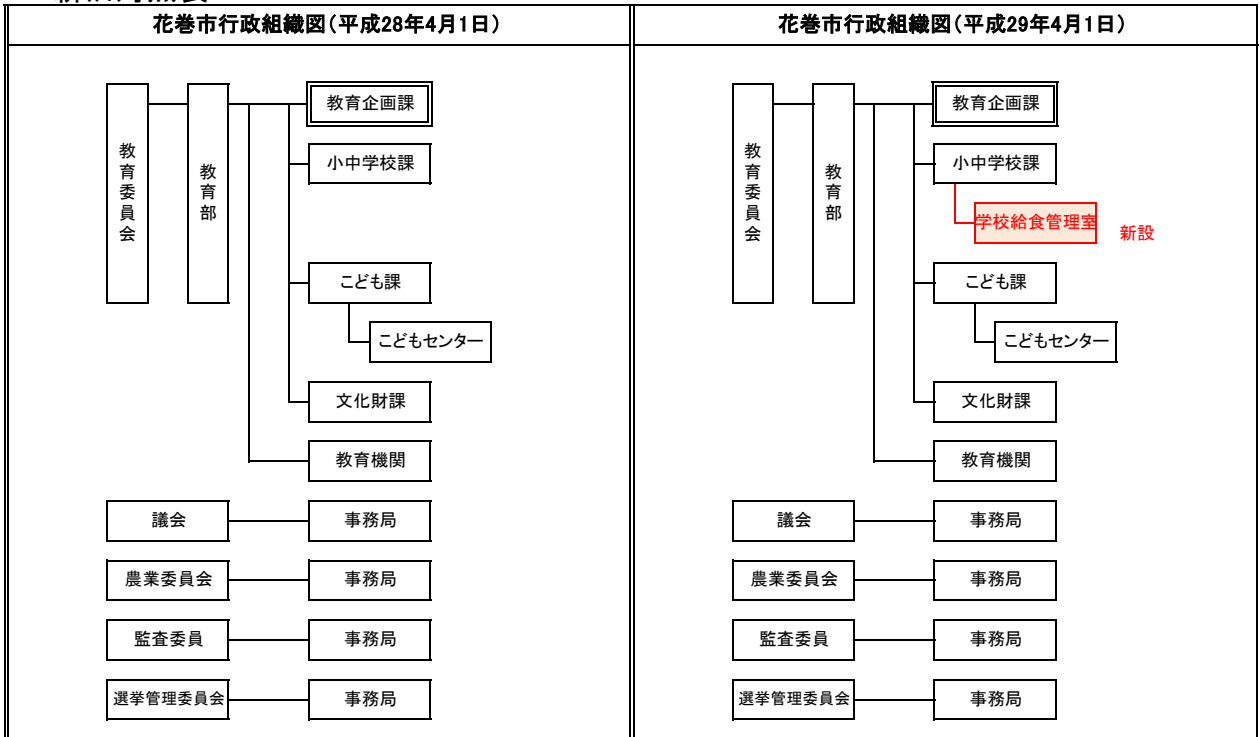 花巻市行政組織図(平成28年4月1日)
教育委員会
教育部
教育企画課
小中学校課
こども課
こどもセンター
文化財課
教育機関
議会
事務局
農業委員会
事務局
監査委員
事務局
選挙管理委員会
事務局
花巻市行政組織図(平成29年4月1日)
教育委員会
教育部
教育企画課
小中学校課
学校給食管理室
新設
こども課
こどもセンター
文化財課
教育機関
議会
事務局
農業委員会
事務局
監査委員
事務局
選挙管理委員会
事務局